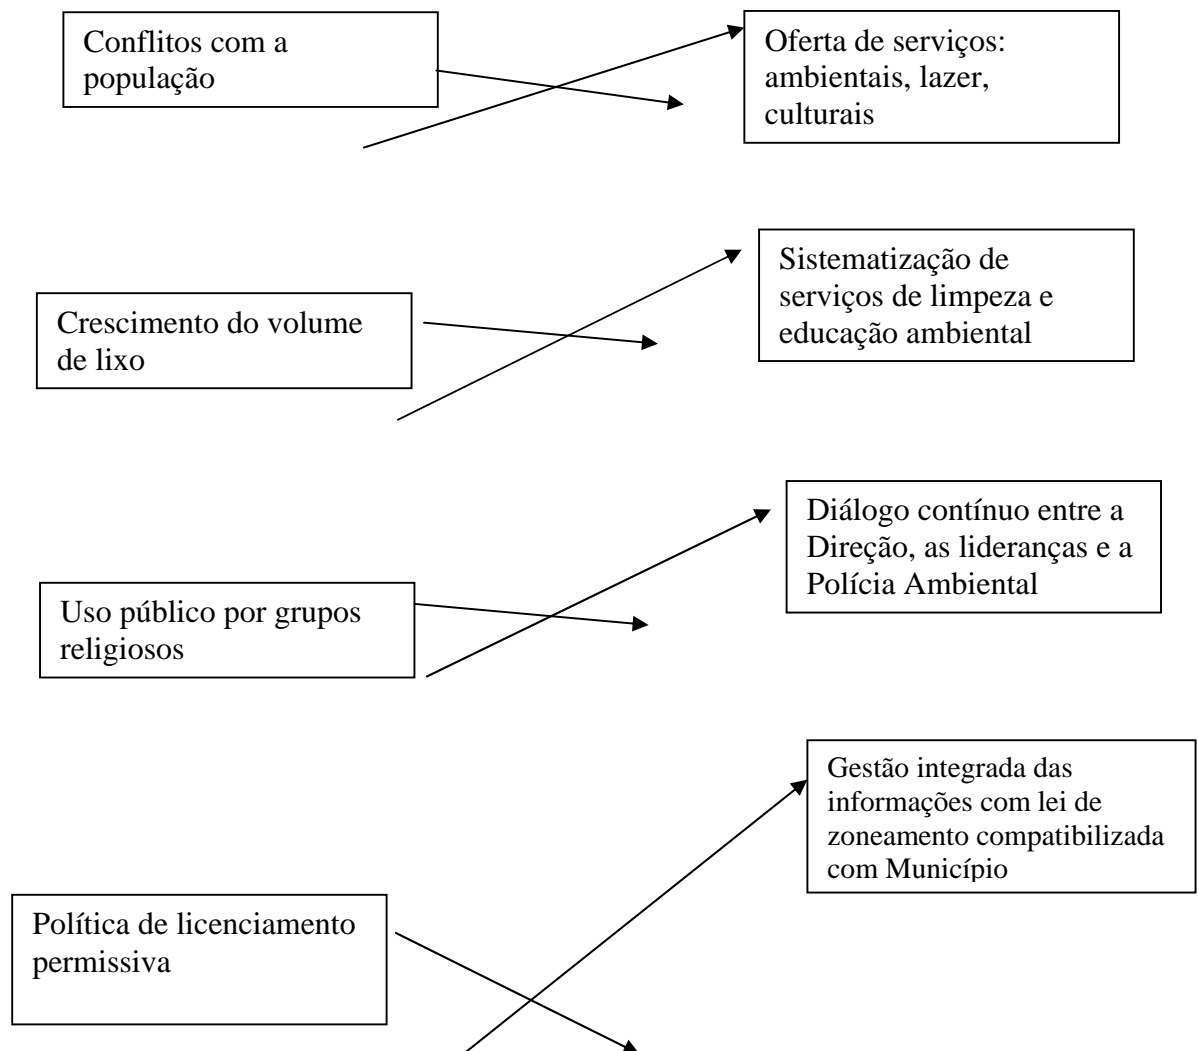 Conflitos com a
população
Oferta de serviços:
ambientais, lazer,
culturais
Crescimento do volume
de lixo
Sistematização de
serviços de limpeza e
educação ambiental
Uso público por grupos
religiosos
Diálogo contínuo entre a
Direção, as lideranças e a
Polícia Ambiental
Política de licenciamento
permissiva
Gestão integrada das
informações com lei de
zoneamento compatibilizada
com Município